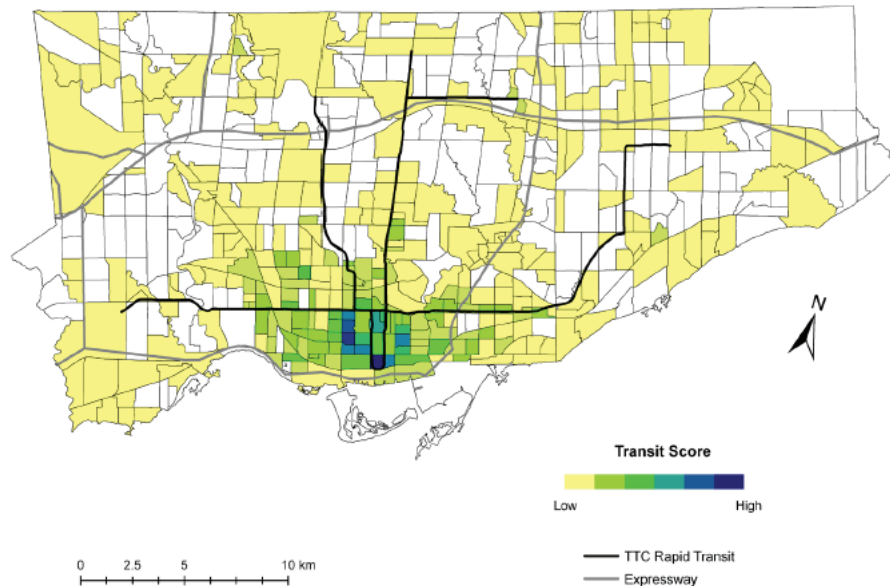 N
Transit Score
Low High
0 2.5 5 10 km
TTC Rapid Transit
Expressway